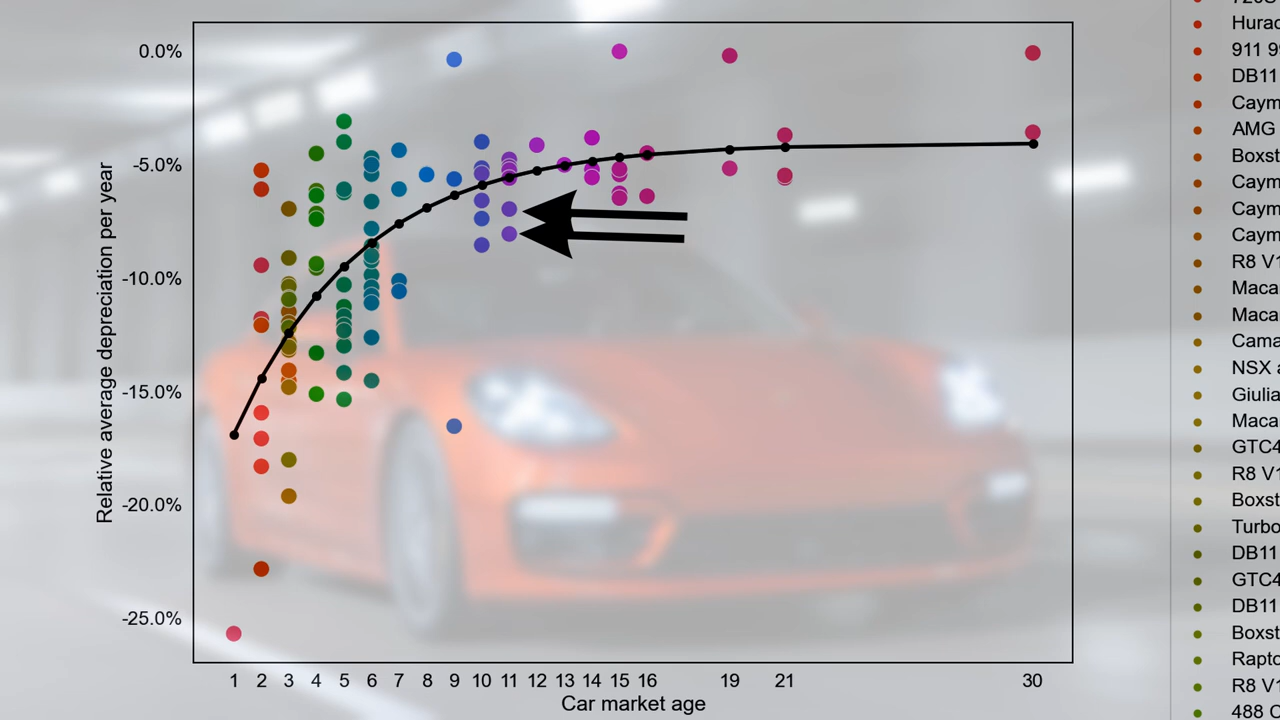 Relative average depreciation per year
0.0%
-5.0%
-10.0%
-15.0%
-20.0%
-25.0%
1 2 3 4 5 6 7 8 9 10 11 12 13 14 15 16 19 21 30
Car market age
Hurac
911 9
DB11
Caym
AMG
Boxst
Caym
Caym
Caym
R8 V1
Maca
Maca
Cama
NSX a
Giulia
Maca
GTC4
R8 V1
Boxst
Turbo
DB11
GTC4
DB11
Boxst
Rapto
R8 V1
488